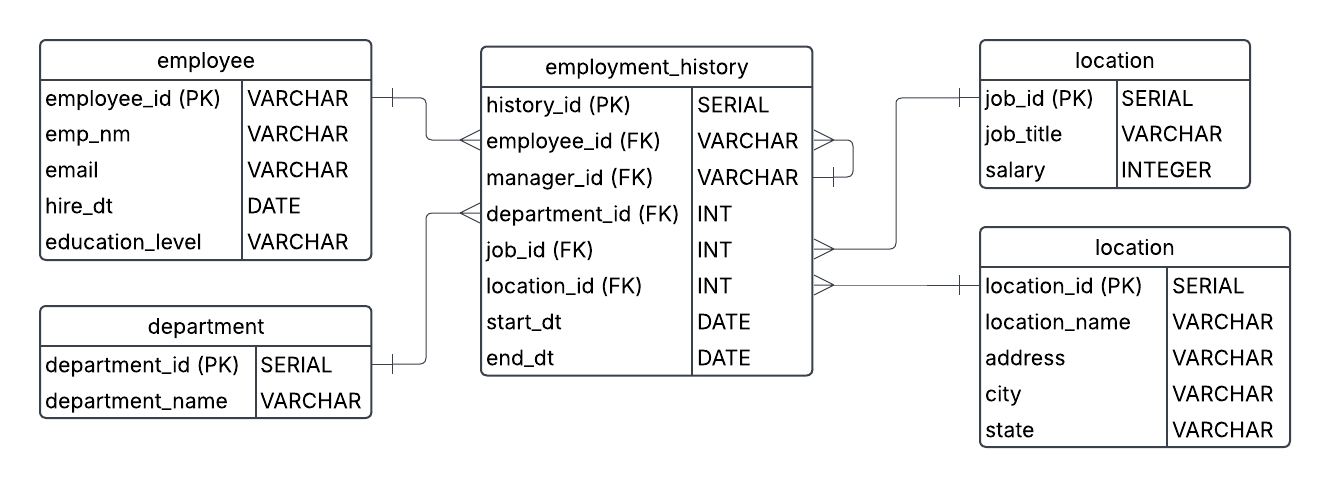 employee
employee_id (PK) VARCHAR
emp_nm VARCHAR
email VARCHAR
hire_dt DATE
education_level VARCHAR
department
department_id (PK) SERIAL
department_name VARCHAR
employment_history
history_id (PK) SERIAL
employee_id (FK) VARCHAR
manager_id (FK) VARCHAR
department_id (FK) INT
job_id (FK) INT
location_id (FK) INT
start_dt DATE
end_dt DATE
location
job_id (PK) SERIAL
job_title VARCHAR
salary INTEGER
location
location_id (PK) SERIAL
location_name VARCHAR
address VARCHAR
city VARCHAR
state VARCHAR